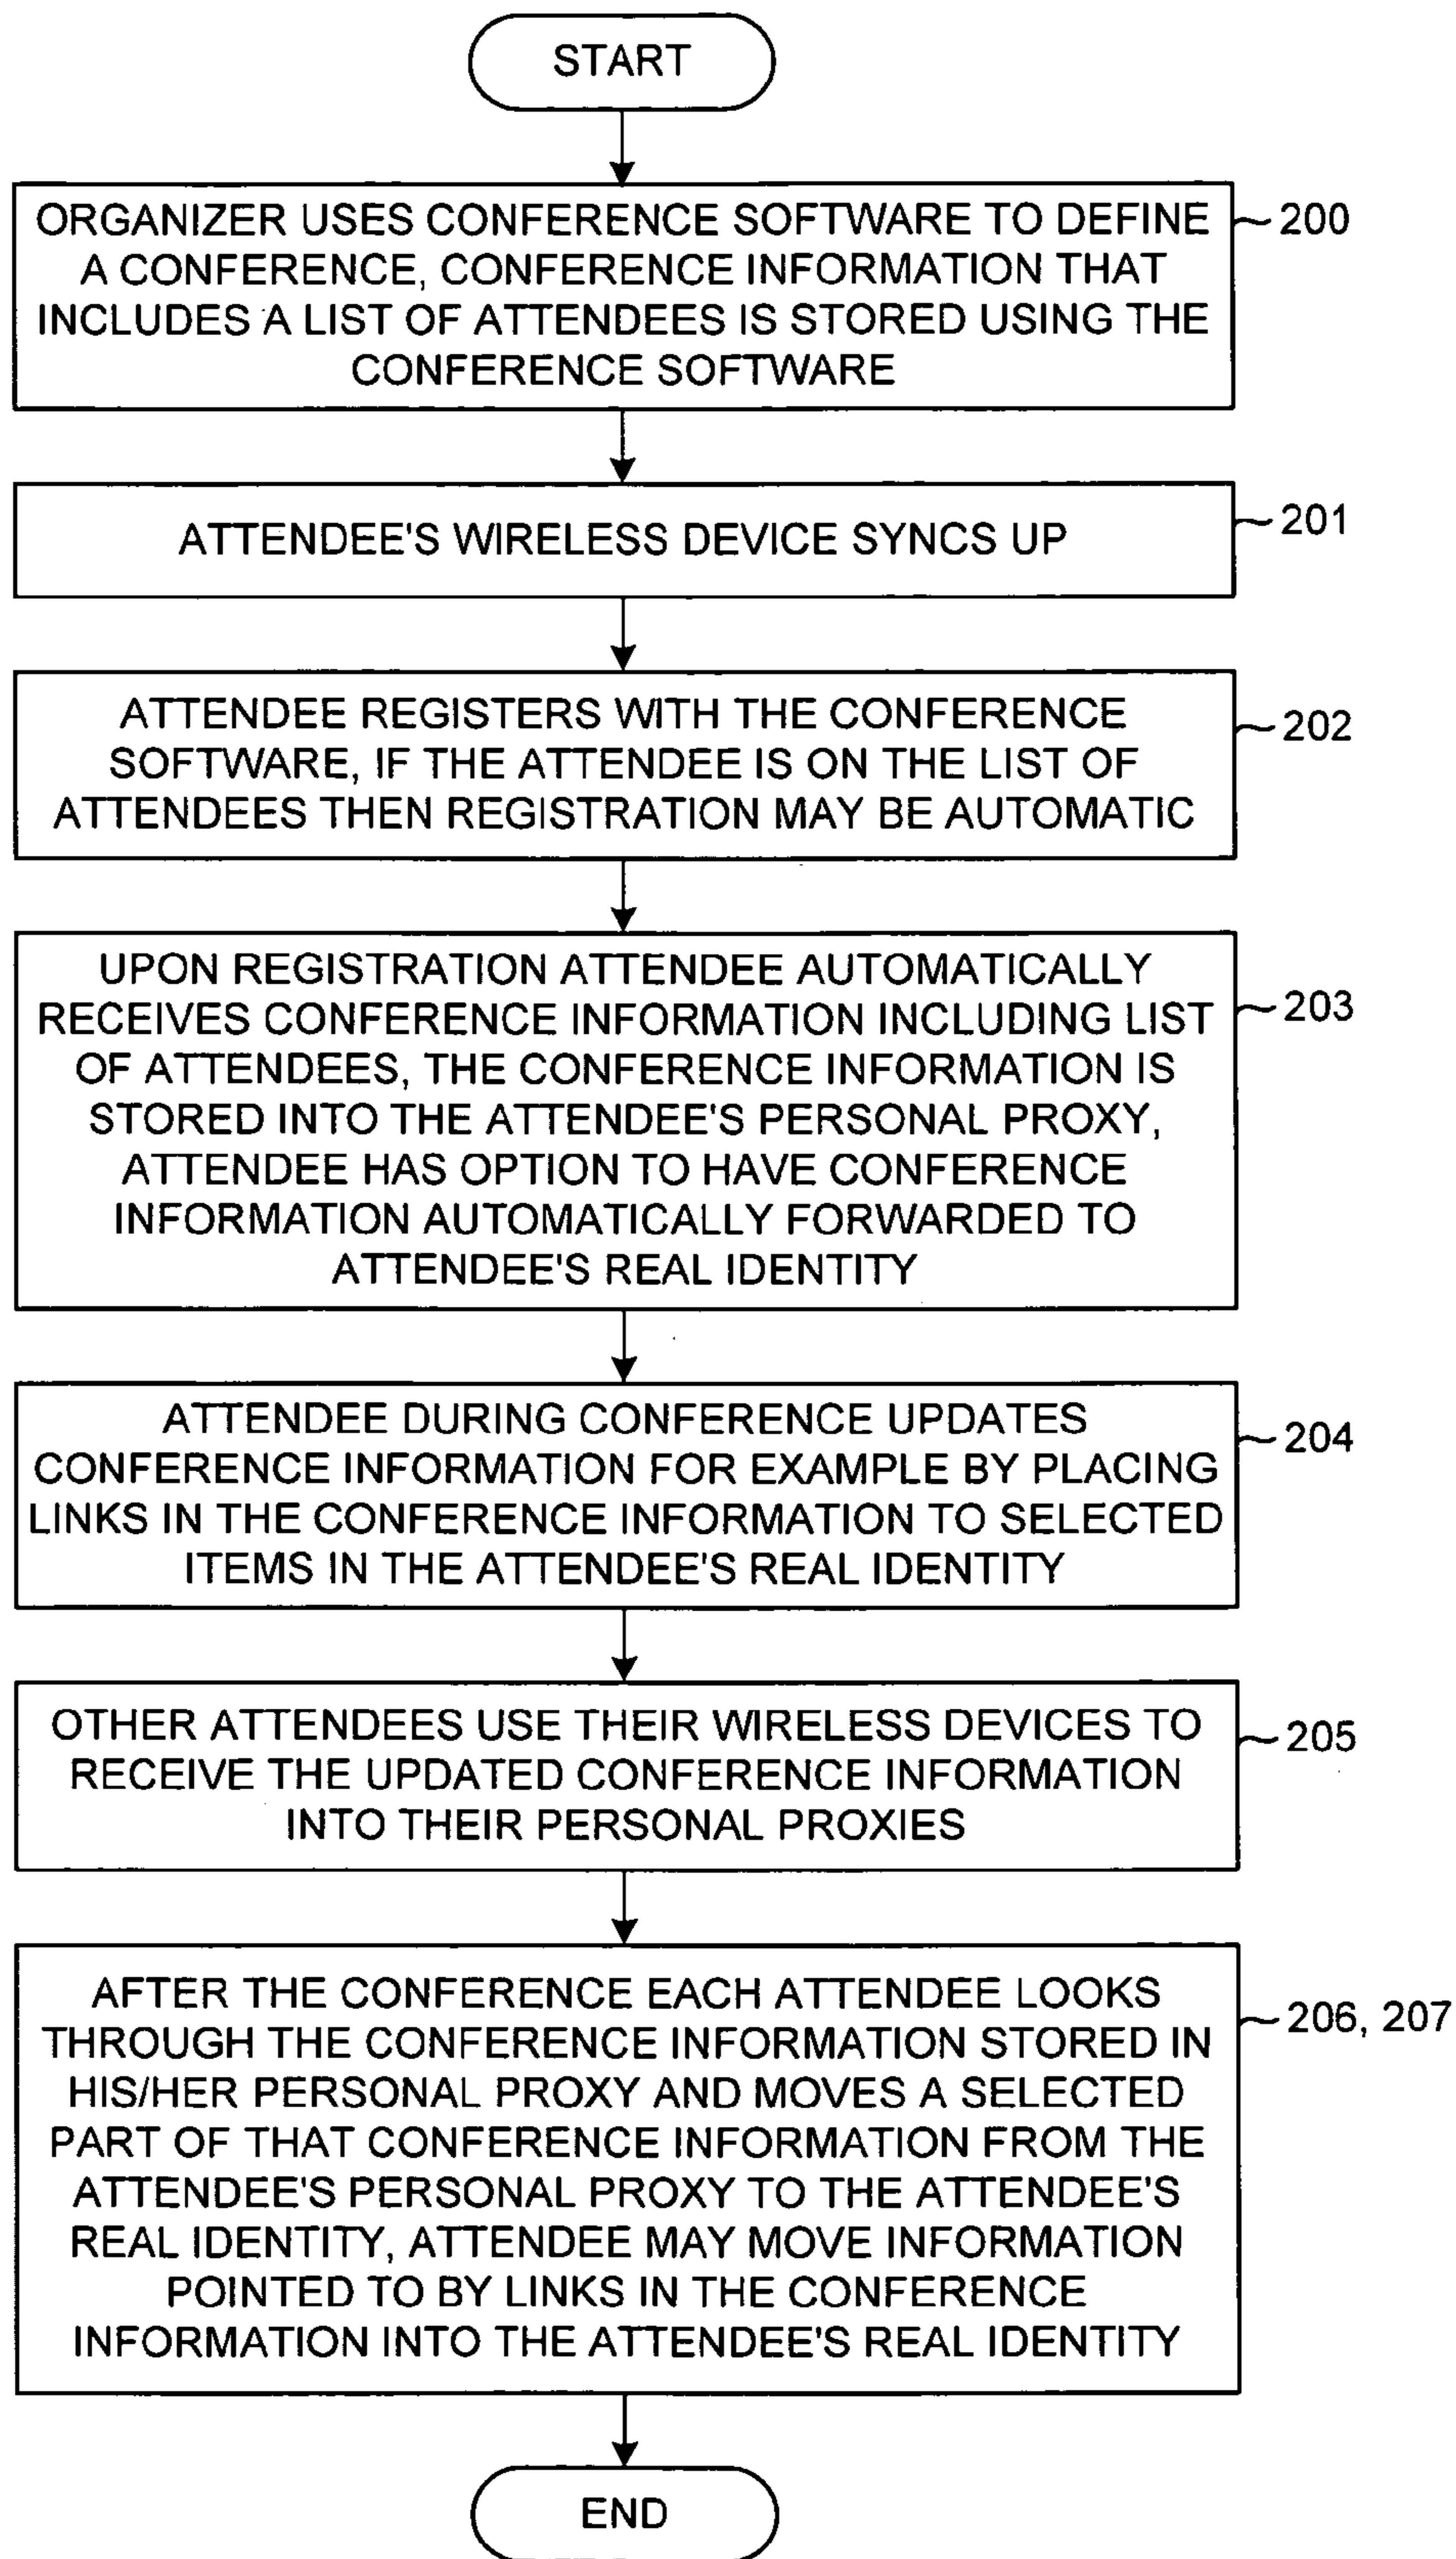 START
ORGANIZER USES CONFERENCE SOFTWARE TO DEFINE
A CONFERENCE, CONFERENCE INFORMATION THAT
INCLUDES A LIST OF ATTENDEES IS STORED USING THE
CONFERENCE SOFTWARE
200
ATTENDEE'S WIRELESS DEVICE SYNCS UP
201
ATTENDEE REGISTERS WITH THE CONFERENCE
SOFTWARE, IF THE ATTENDEE IS ON THE LIST OF
ATTENDEES THEN REGISTRATION MAY BE AUTOMATIC
202
UPON REGISTRATION ATTENDEE AUTOMATICALLY
RECEIVES CONFERENCE INFORMATION INCLUDING LIST
OF ATTENDEES, THE CONFERENCE INFORMATION IS
STORED INTO THE ATTENDEE'S PERSONAL PROXY,
ATTENDEE HAS OPTION TO HAVE CONFERENCE
INFORMATION AUTOMATICALLY FORWARDED TO
ATTENDEE'S REAL IDENTITY
203
ATTENDEE DURING CONFERENCE UPDATES
CONFERENCE INFORMATION FOR EXAMPLE BY PLACING
LINKS IN THE CONFERENCE INFORMATION TO SELECTED
ITEMS IN THE ATTENDEE'S REAL IDENTITY
204
OTHER ATTENDEES USE THEIR WIRELESS DEVICES TO
RECEIVE THE UPDATED CONFERENCE INFORMATION
INTO THEIR PERSONAL PROXIES
205
AFTER THE CONFERENCE EACH ATTENDEE LOOKS
THROUGH THE CONFERENCE INFORMATION STORED IN
HIS/HER PERSONAL PROXY AND MOVES A SELECTED
PART OF THAT CONFERENCE INFORMATION FROM THE
ATTENDEE'S PERSONAL PROXY TO THE ATTENDEE'S
REAL IDENTITY, ATTENDEE MAY MOVE INFORMATION
POINTED TO BY LINKS IN THE CONFERENCE
INFORMATION INTO THE ATTENDEE'S REAL IDENTITY
206, 207
END